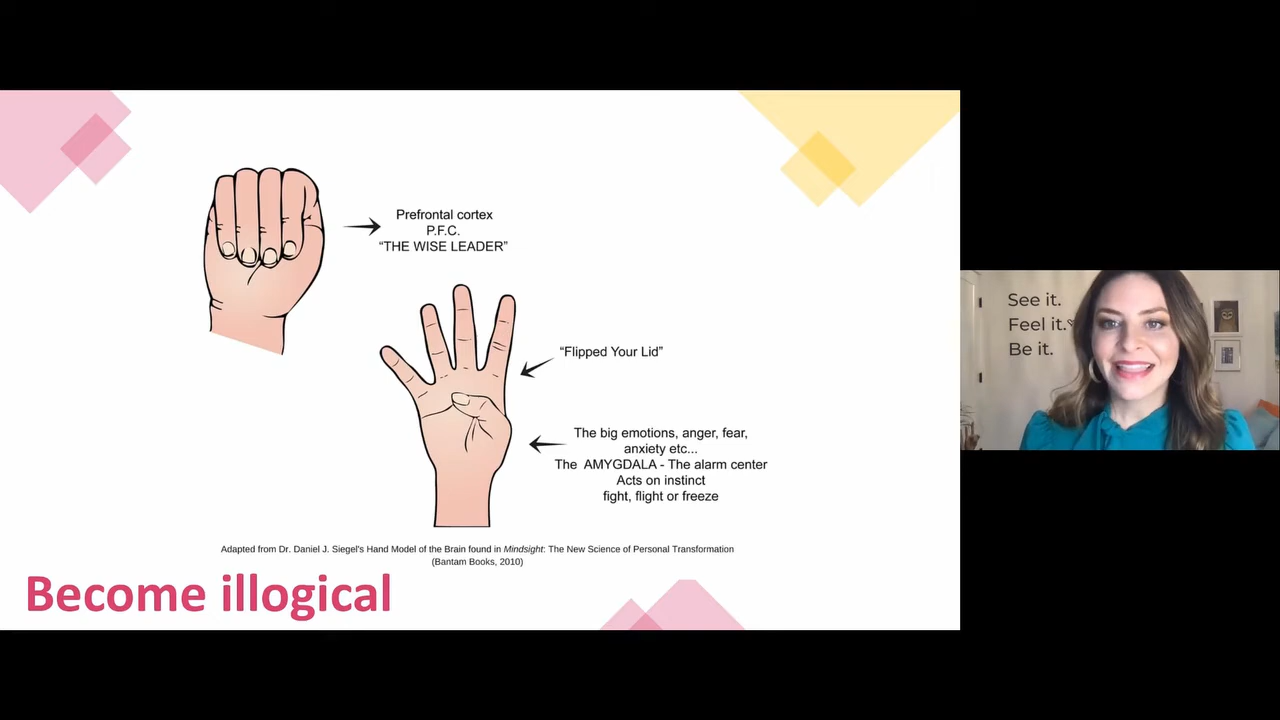 Prefrontal cortex
P.F.C.
“THE WISE LEADER”
“Flipped Your Lid”
The big emotions, anger, fear,
anxiety etc...
The AMYGDALA - The alarm center
Acts on instinct
fight, flight or freeze
Adapted from Dr. Daniel J. Siegel's Hand Model of the Brain found in Mindsight: The New Science of Personal Transformation
(Bantam Books, 2010)
Become illogical
See it.
Feel it.
Be it.